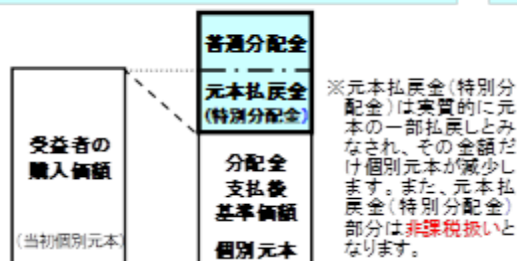 普通分配金
元本払戻金
(特別分配金)
受益者の
購入価額
(当初個別元本)
分配金
支払後
基準価額
個別元本
※元本払戻金(特別分
配金)は実質的に元
本の一部払戻しとみ
なされ、その金額だ
け個別元本が減少し
ます。また、元本払
戻金(特別分配金)
部分は非課税扱いと
なります。